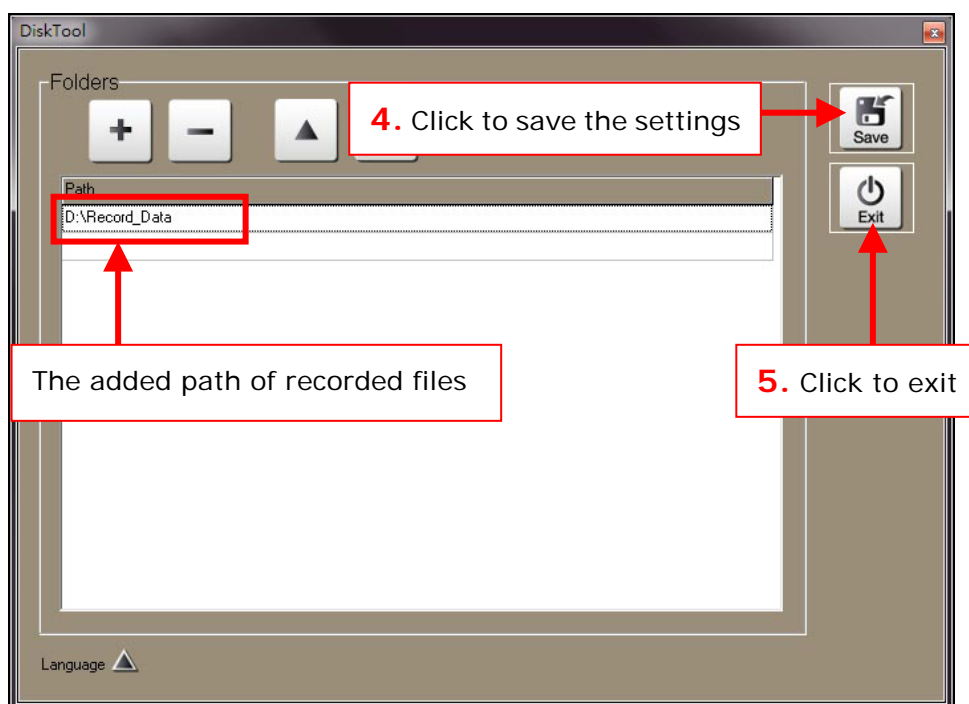 DiskTool
Folders
4. Click to save the settings
Save
Path
D:\Record_Data
Exit
The added path of recorded files
5. Click to exit
Language